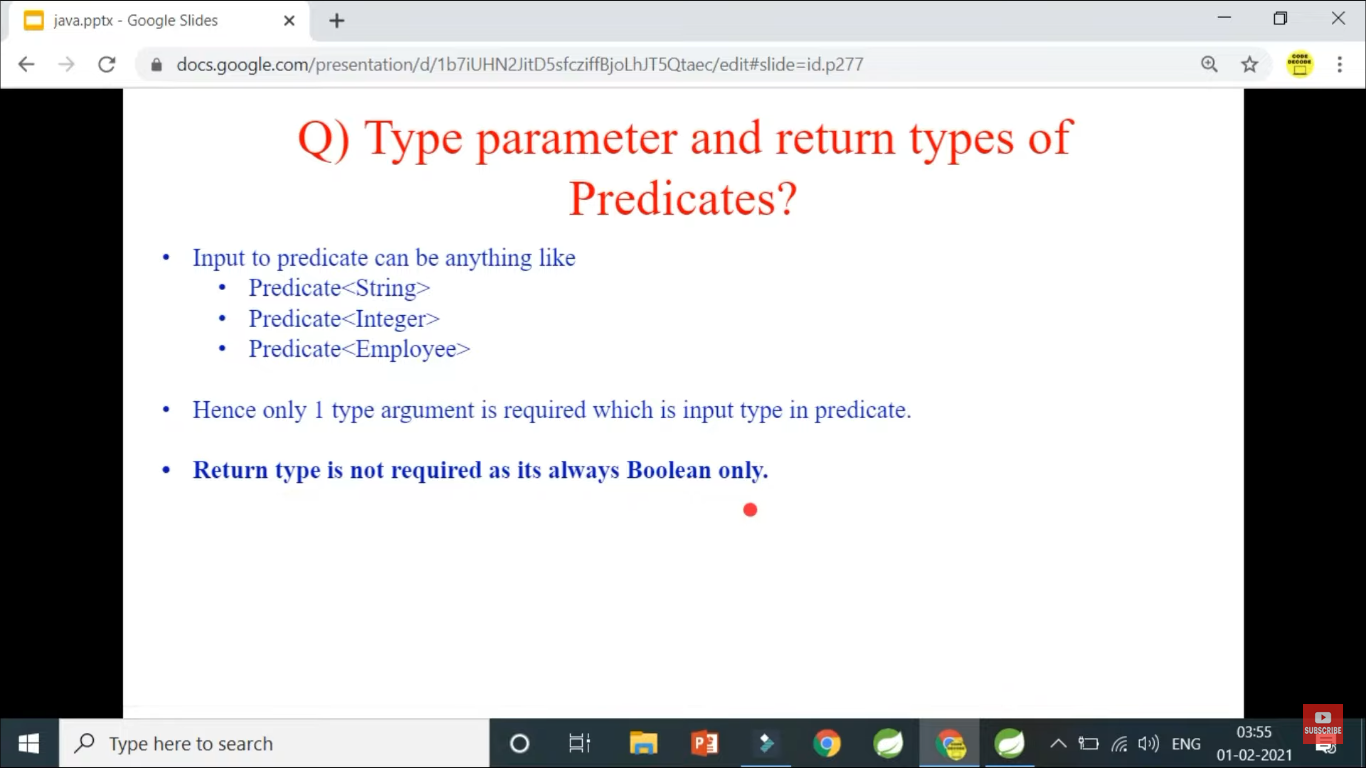 java.pptx - Google Slides
docs.google.com/presentation/d/1b7iUHN2JitD5sfcziffBjoLhJT5Qtaec/edit#slide=id.p277
CODE
DECODE
Q) Type parameter and return types of
Predicates?
• Input to predicate can be anything like
• Predicate<String>
• Predicate<Integer>
• Predicate<Employee>
• Hence only 1 type argument is required which is input type in predicate.
• Return type is not required as its always Boolean only.
SUBSCRIBE
Type here to search
ENG
03:55
01-02-2021